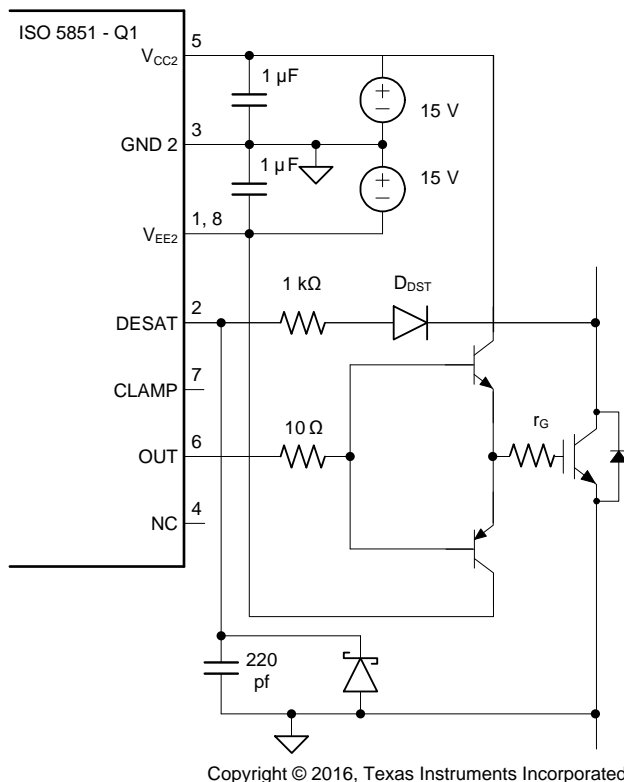 ISO 5851 - Q1
VCC2
5
1 µF
15 V
GND 2
3
1 µF
15 V
VEE2
1, 8
DESAT
2
1 kΩ
DDST
CLAMP
7
OUT
6
10 Ω
rG
NC
4
220
pf
Copyright © 2016, Texas Instruments Incorporated